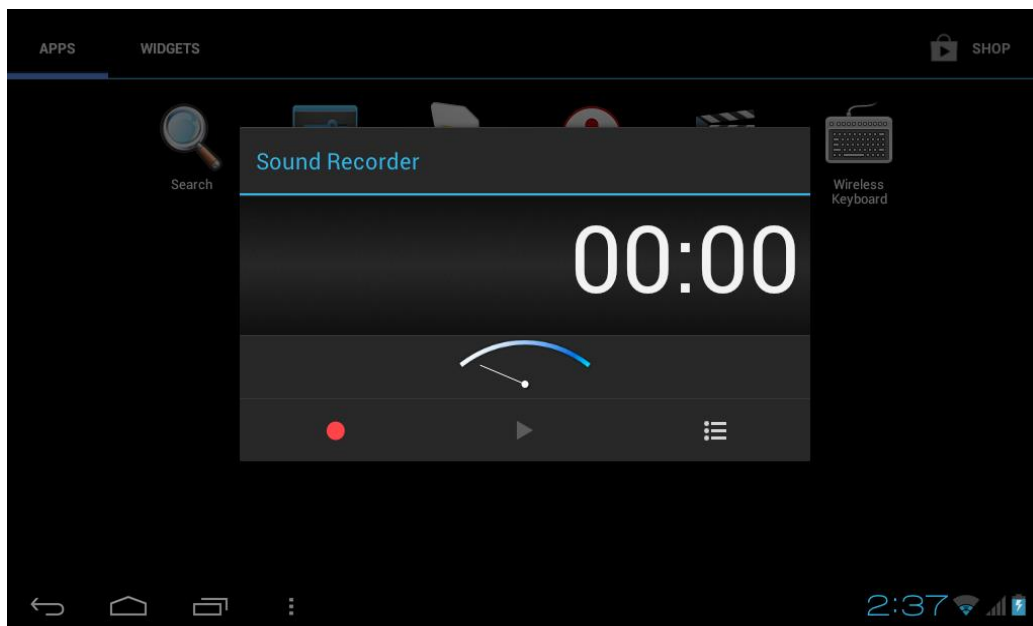 APPS WIDGETS SHOP
Search
Sound Recorder
Wireless
Keyboard
00:00
2:37